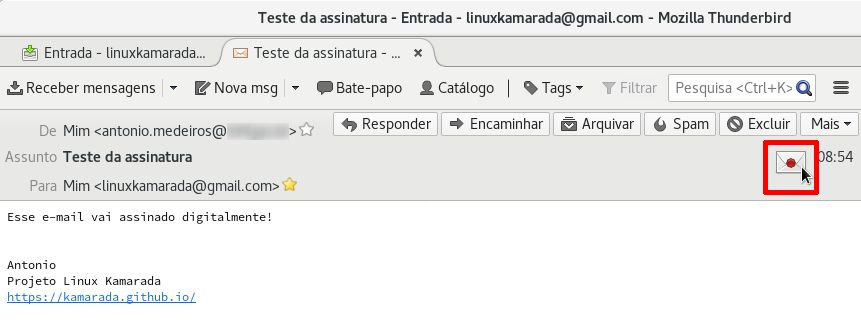 Teste da assinatura - Entrada - linuxkamarada@gmail.com - Mozilla Thunderbird
Entrada - linuxkamarada... Teste da assinatura - ... ×
Receber mensagens Nova msg Bate-papo Catálogo Tags Filtrar Pesquisa <Ctrl+K>
De Mim <antonio.medeiros@ > Responder Encaminhar Arquivar Spam Excluir Mais
Assunto Teste da assinatura 08:54
Para Mim <linuxkamarada@gmail.com>
Esse e-mail vai assinado digitalmente!
Antonio
Projeto Linux Kamarada
https://kamarada.github.io/